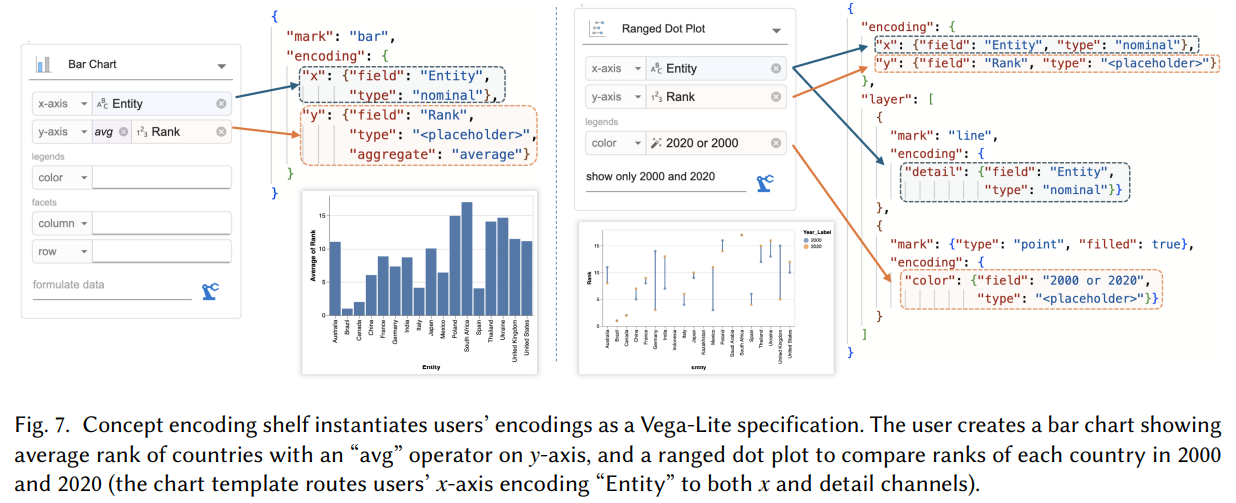 Bar Chart
x-axis
ABC Entity
y-axis
avg
123 Rank
legends
color
facets
column
row
formulate data
{
"mark": "bar",
"encoding": {
"x": {"field": "Entity",
"type": "nominal"},
"y": {"field": "Rank",
"type": "<placeholder>",
"aggregate": "average"}
}
}
Average of Rank
15
10
5
0
Australia
Brazil
Canada
China
France
Germany
India
Italy
Japan
Mexico
Poland
South Africa
Spain
Thailand
Ukraine
United Kingdom
United States
Entity
Ranged Dot Plot
x-axis
ABC Entity
y-axis
123 Rank
legends
color
2020 or 2000
show only 2000 and 2020
Rank
15
10
5
0
Australia
Brazil
Canada
China
France
Germany
India
Indonesia
Italy
Japan
Kazakhstan
Mexico
Poland
Saudi Arabia
South Africa
Spain
Thailand
Ukraine
United Kingdom
United States
Entity
Year_Label
2000
2020
{
"encoding": {
"x": {"field": "Entity", "type": "nominal"},
"y": {"field": "Rank", "type": "<placeholder>"}
},
"layer": [
{
"mark": "line",
"encoding": {
"detail": {"field": "Entity",
"type": "nominal"}}
},
{
"mark": {"type": "point", "filled": true},
"encoding": {
"color": {"field": "2000 or 2020",
"type": "<placeholder>"}}
}
]
}
Fig. 7. Concept encoding shelf instantiates users' encodings as a Vega-Lite specification. The user creates a bar chart showing
average rank of countries with an “avg” operator on y-axis, and a ranged dot plot to compare ranks of each country in 2000
and 2020 (the chart template routes users' x-axis encoding “Entity” to both x and detail channels).